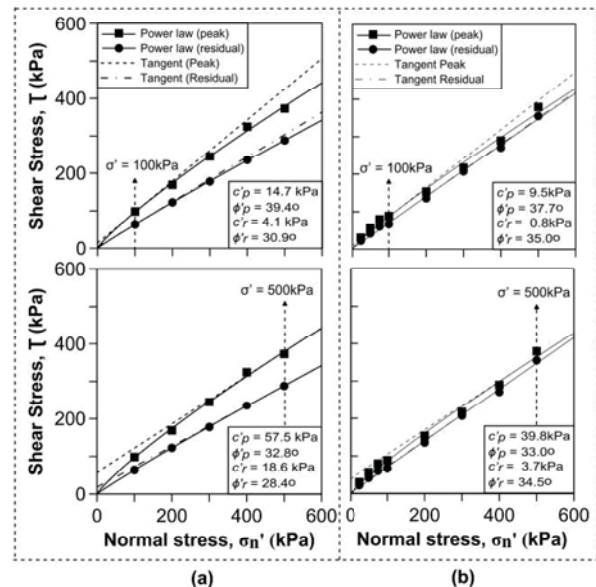 600
400
200
0
Shear Stress, τ (kPa)
Power law (peak)
Power law (residual)
Tangent (Peak)
Tangent (Residual)
σ' = 100kPa
c'p = 14.7 kPa
ϕ'p = 39.4o
c'r = 4.1 kPa
ϕ'r = 30.9o
Power law (peak)
Power law (residual)
Tangent Peak
Tangent Residual
σ' = 100kPa
c'p = 9.5kPa
ϕ'p = 37.7o
c'r = 0.8kPa
ϕ'r = 35.0o
600
400
200
0
Shear Stress, τ (kPa)
σ' = 500kPa
c'p = 57.5 kPa
ϕ'p = 32.8o
c'r = 18.6 kPa
ϕ'r = 28.4o
σ' = 500kPa
c'p = 39.8kPa
ϕ'p = 33.0o
c'r = 3.7kPa
ϕ'r = 34.5o
0 200 400 600
0 200 400 600
Normal stress, σn' (kPa)
Normal stress, σn' (kPa)
(a)
(b)